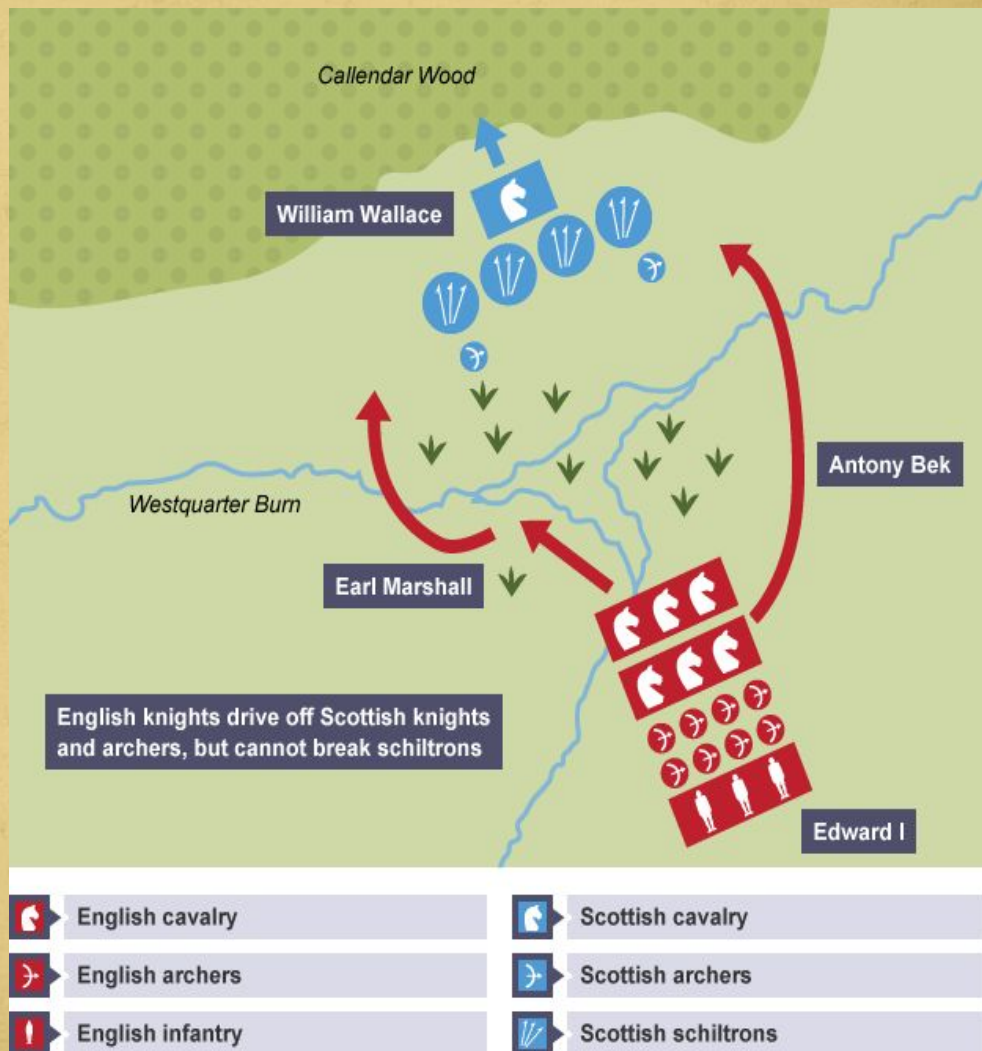 Callendar Wood
William Wallace
Antony Bek
Westquarter Burn
Earl Marshall
English knights drive off Scottish knights
and archers, but cannot break schiltrons
Edward I
English cavalry
Scottish cavalry
English archers
Scottish archers
English infantry
Scottish schiltrons